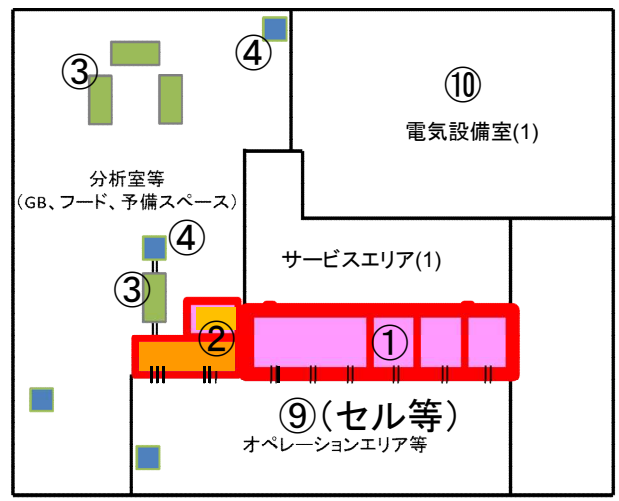 ④
③
⑩
電気設備室(1)
分析室等
（GB、フード、予備スペース）
④
サービスエリア(1)
③
②
①
⑨（セル等）
オペレーションエリア等